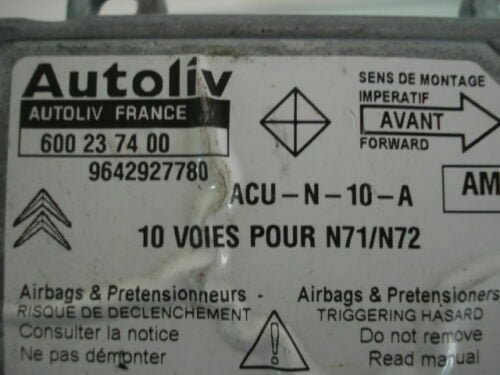 Autoliv
AUTOLIV FRANCE
600 23 74 00
9642927780
SENS DE MONTAGE
IMPERATIF
AVANT
FORWARD
ACU-N-10-A
AM
10 VOIES POUR N71/N72
Airbags & Pretensionneurs -
RISQUE DE DECLENCHEMENT
Consulter la notice
Ne pas démonter
Airbags & Pretensioners
TRIGGERING HASARD
Do not remove
Read manual